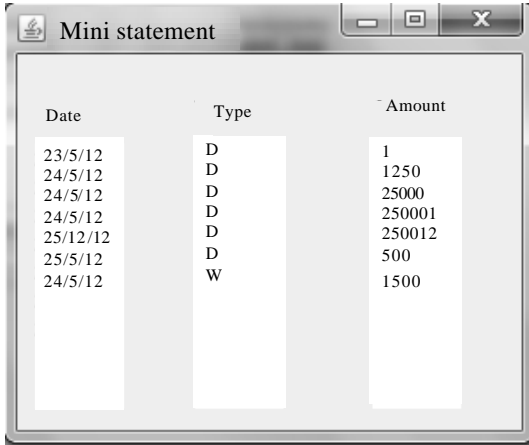 Mini statement
Date Type Amount
23/5/12 D 1
24/5/12 D 1250
24/5/12 D 25000
24/5/12 D 250001
25/12/12 D 250012
25/5/12 D 500
24/5/12 W 1500